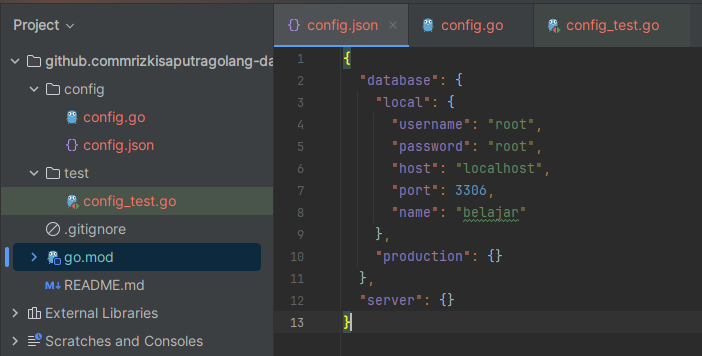 Project
config.json
config.go
config_test.go
github.commrizkisaputragolang-da
config
config.go
config.json
test
config_test.go
.gitignore
go.mod
README.md
External Libraries
Scratches and Consoles
1 {
2 "database": {
3 "local": {
4 "username": "root",
5 "password": "root",
6 "host": "localhost",
7 "port": 3306,
8 "name": "belajar"
9 },
10 "production": {}
11 },
12 "server": {}
13 }